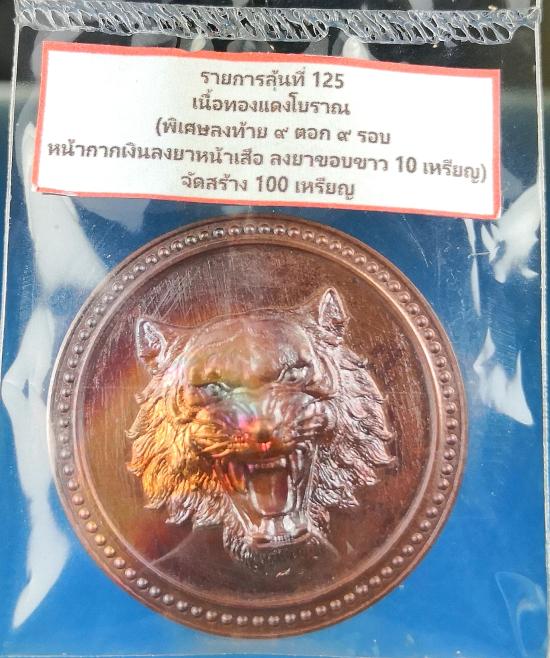 รายการลุ้นที่ 125
เนื้อทองแดงโบราณ
(พิเศษลงท้าย ๙ ตอก ๙ รอบ
หน้ากากเงินลงยาหน้าเสือ ลงยาขอบขาว 10 เหรียญ)
จัดสร้าง 100 เหรียญ